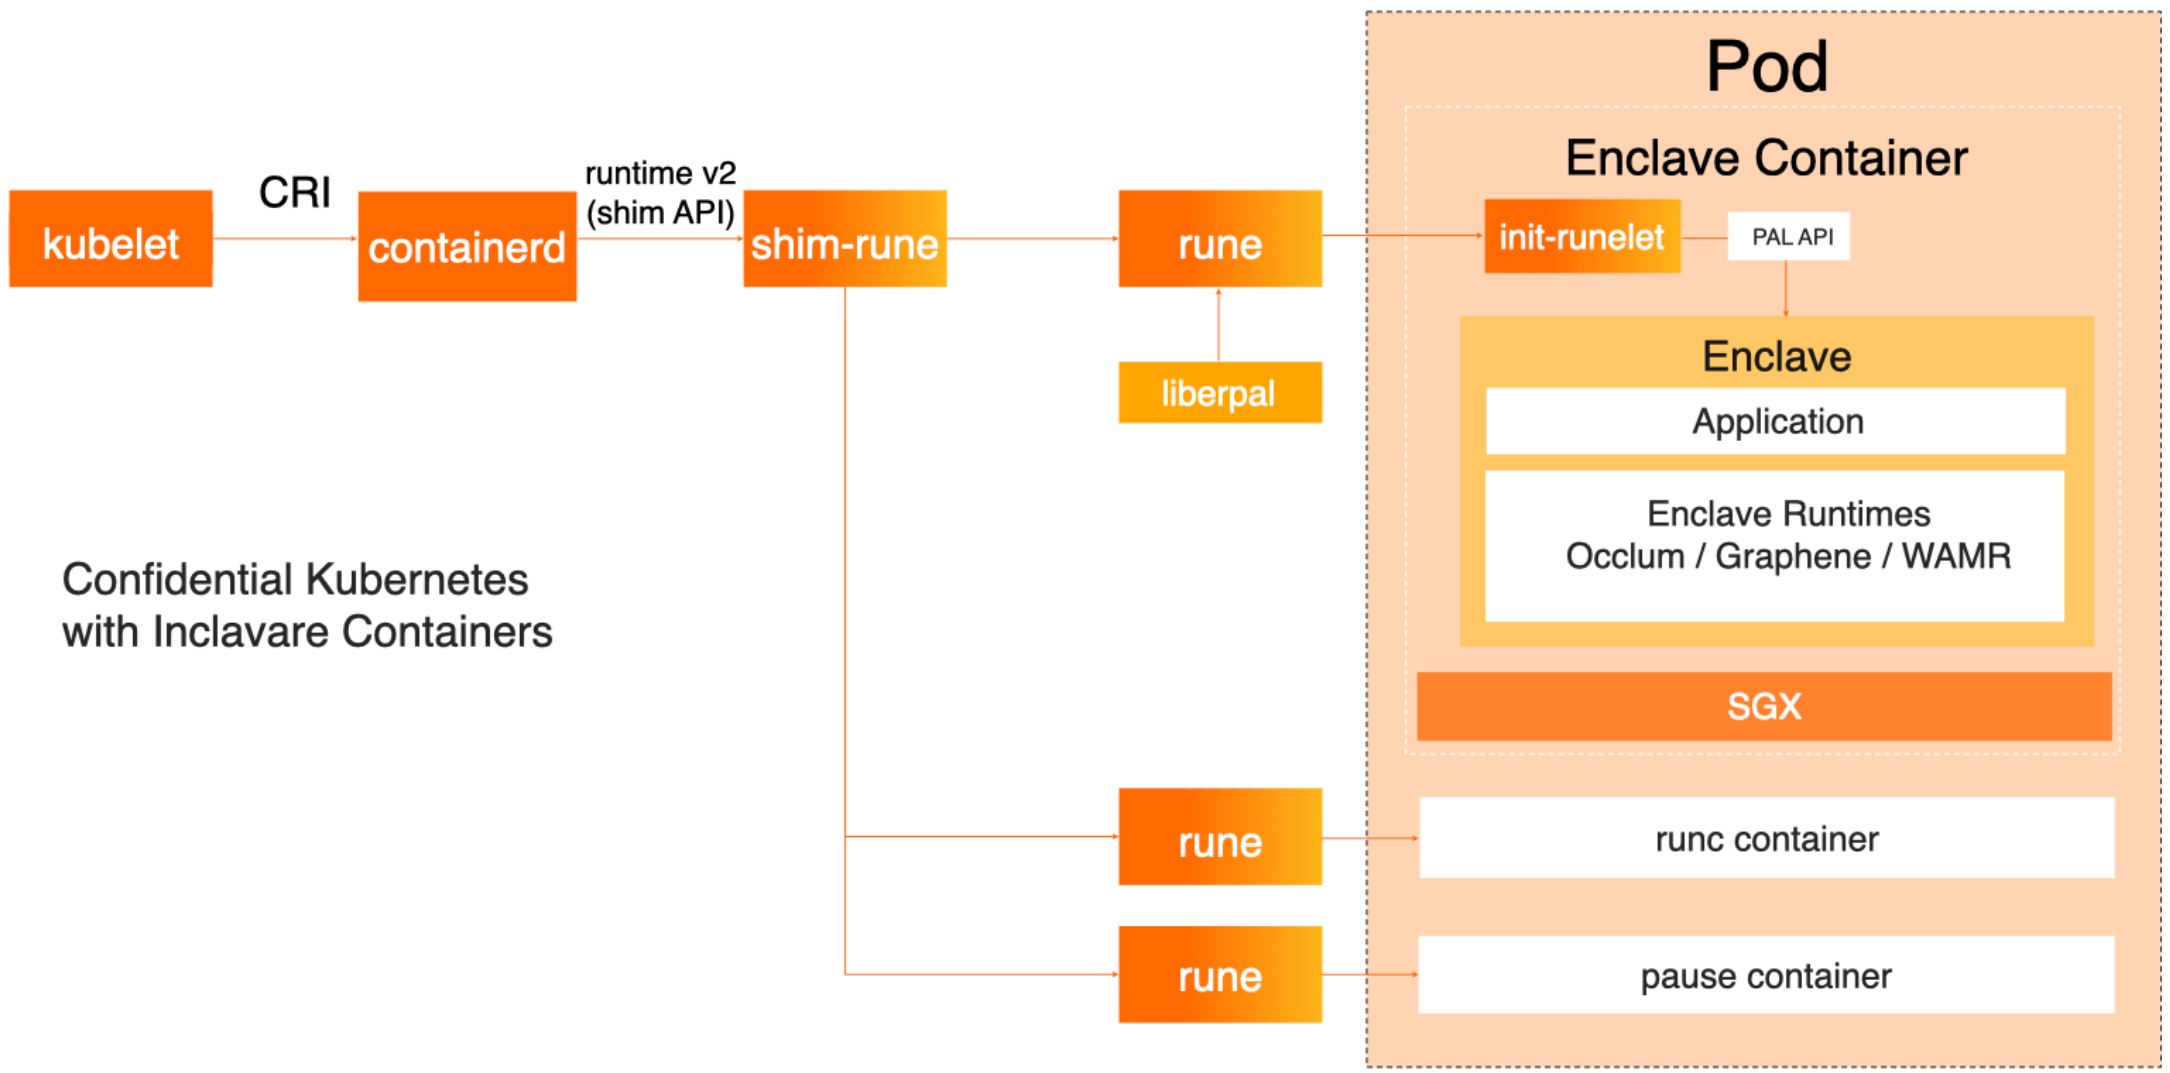 Pod
Enclave Container
kubelet
CRI
containerd
runtime v2
(shim API)
shim-rune
rune
init-runelet
PAL API
liberpal
Enclave
Application
Enclave Runtimes
Occlum / Graphene / WAMR
SGX
Confidential Kubernetes
with Inclavare Containers
rune
runc container
rune
pause container